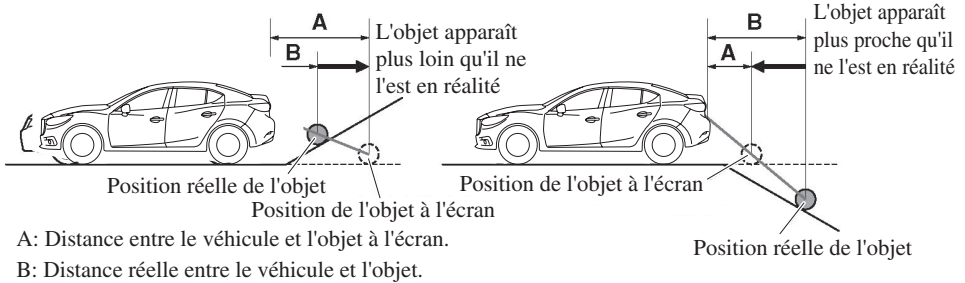 A
B
L'objet apparaît
plus loin qu'il ne
l'est en réalité
Position réelle de l'objet
Position de l'objet à l'écran
B
A
L'objet apparaît
plus proche qu'il
ne l'est en réalité
Position de l'objet à l'écran
Position réelle de l'objet
A: Distance entre le véhicule et l'objet à l'écran.
B: Distance réelle entre le véhicule et l'objet.